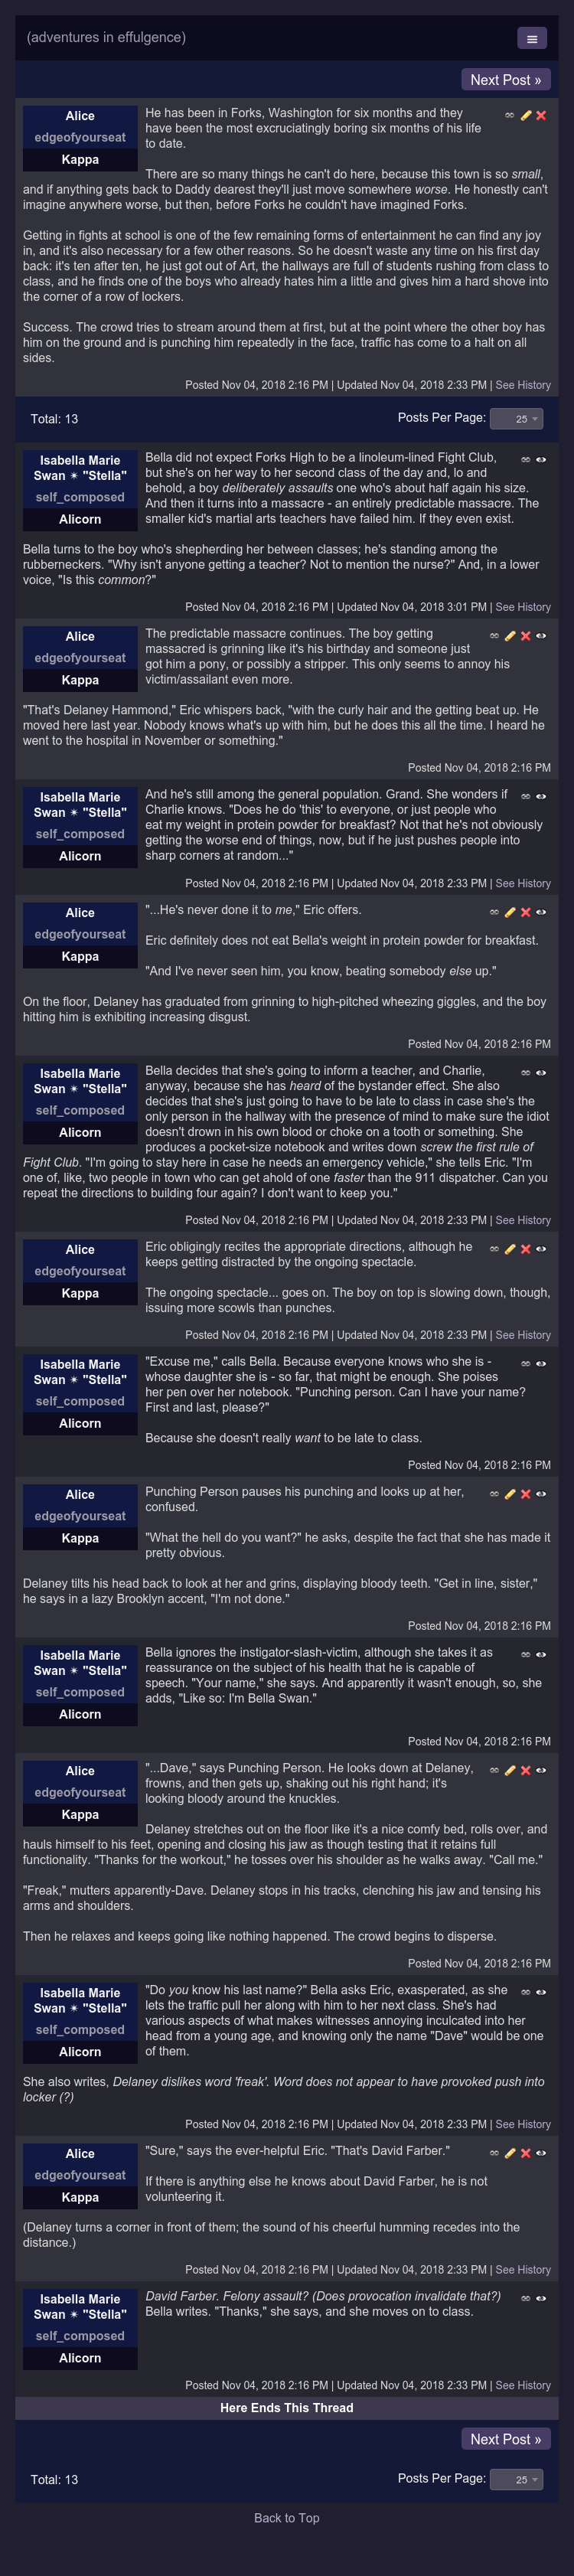 (adventures in effulgence)
Next Post »
Alice
edgeofyourseat
Kappa
He has been in Forks, Washington for six months and they
have been the most excruciatingly boring six months of his life
to date.
There are so many things he can't do here, because this town is so small,
and if anything gets back to Daddy dearest they'll just move somewhere worse. He honestly can't
imagine anywhere worse, but then, before Forks he couldn't have imagined Forks.
Getting in fights at school is one of the few remaining forms of entertainment he can find any joy
in, and it's also necessary for a few other reasons. So he doesn't waste any time on his first day
back: it's ten after ten, he just got out of Art, the hallways are full of students rushing from class to
class, and he finds one of the boys who already hates him a little and gives him a hard shove into
the corner of a row of lockers.
Success. The crowd tries to stream around them at first, but at the point where the other boy has
him on the ground and is punching him repeatedly in the face, traffic has come to a halt on all
sides.
Posted Nov 04, 2018 2:16 PM | Updated Nov 04, 2018 2:33 PM | See History
Total: 13
Posts Per Page: 25
Isabella Marie
Swan ✴ "Stella"
self_composed
Alicorn
Bella did not expect Forks High to be a linoleum-lined Fight Club,
but she's on her way to her second class of the day and, lo and
behold, a boy deliberately assaults one who's about half again his size.
And then it turns into a massacre - an entirely predictable massacre. The
smaller kid's martial arts teachers have failed him. If they even exist.
Bella turns to the boy who's shepherding her between classes; he's standing among the
rubberneckers. "Why isn't anyone getting a teacher? Not to mention the nurse?" And, in a lower
voice, "Is this common?"
Posted Nov 04, 2018 2:16 PM | Updated Nov 04, 2018 3:01 PM | See History
Alice
edgeofyourseat
Kappa
The predictable massacre continues. The boy getting
massacred is grinning like it's his birthday and someone just
got him a pony, or possibly a stripper. This only seems to annoy his
victim/assailant even more.
"That's Delaney Hammond," Eric whispers back, "with the curly hair and the getting beat up. He
moved here last year. Nobody knows what's up with him, but he does this all the time. I heard he
went to the hospital in November or something."
Posted Nov 04, 2018 2:16 PM
Isabella Marie
Swan ✴ "Stella"
self_composed
Alicorn
And he's still among the general population. Grand. She wonders if
Charlie knows. "Does he do 'this' to everyone, or just people who
eat my weight in protein powder for breakfast? Not that he's not obviously
getting the worse end of things, now, but if he just pushes people into
sharp corners at random..."
Posted Nov 04, 2018 2:16 PM | Updated Nov 04, 2018 2:33 PM | See History
Alice
edgeofyourseat
Kappa
"...He's never done it to me," Eric offers.
Eric definitely does not eat Bella's weight in protein powder for breakfast.
"And I've never seen him, you know, beating somebody else up."
On the floor, Delaney has graduated from grinning to high-pitched wheezing giggles, and the boy
hitting him is exhibiting increasing disgust.
Posted Nov 04, 2018 2:16 PM
Isabella Marie
Swan ✴ "Stella"
self_composed
Alicorn
Bella decides that she's going to inform a teacher, and Charlie,
anyway, because she has heard of the bystander effect. She also
decides that she's just going to have to be late to class in case she's the
only person in the hallway with the presence of mind to make sure the idiot
doesn't drown in his own blood or choke on a tooth or something. She
produces a pocket-size notebook and writes down screw the first rule of
Fight Club. "I'm going to stay here in case he needs an emergency vehicle," she tells Eric. "I'm
one of, like, two people in town who can get ahold of one faster than the 911 dispatcher. Can you
repeat the directions to building four again? I don't want to keep you."
Posted Nov 04, 2018 2:16 PM | Updated Nov 04, 2018 2:33 PM | See History
Alice
edgeofyourseat
Kappa
Eric obligingly recites the appropriate directions, although he
keeps getting distracted by the ongoing spectacle.
The ongoing spectacle... goes on. The boy on top is slowing down, though,
issuing more scowls than punches.
Posted Nov 04, 2018 2:16 PM | Updated Nov 04, 2018 2:33 PM | See History
Isabella Marie
Swan ✴ "Stella"
self_composed
Alicorn
"Excuse me," calls Bella. Because everyone knows who she is -
whose daughter she is - so far, that might be enough. She poises
her pen over her notebook. "Punching person. Can I have your name?
First and last, please?"
Because she doesn't really want to be late to class.
Posted Nov 04, 2018 2:16 PM
Alice
edgeofyourseat
Kappa
Punching Person pauses his punching and looks up at her,
confused.
"What the hell do you want?" he asks, despite the fact that she has made it
pretty obvious.
Delaney tilts his head back to look at her and grins, displaying bloody teeth. "Get in line, sister,"
he says in a lazy Brooklyn accent, "I'm not done."
Posted Nov 04, 2018 2:16 PM
Isabella Marie
Swan ✴ "Stella"
self_composed
Alicorn
Bella ignores the instigator-slash-victim, although she takes it as
reassurance on the subject of his health that he is capable of
speech. "Your name," she says. And apparently it wasn't enough, so, she
adds, "Like so: I'm Bella Swan."
Posted Nov 04, 2018 2:16 PM
Alice
edgeofyourseat
Kappa
"...Dave," says Punching Person. He looks down at Delaney,
frowns, and then gets up, shaking out his right hand; it's
looking bloody around the knuckles.
Delaney stretches out on the floor like it's a nice comfy bed, rolls over, and
hauls himself to his feet, opening and closing his jaw as though testing that it retains full
functionality. "Thanks for the workout," he tosses over his shoulder as he walks away. "Call me."
"Freak," mutters apparently-Dave. Delaney stops in his tracks, clenching his jaw and tensing his
arms and shoulders.
Then he relaxes and keeps going like nothing happened. The crowd begins to disperse.
Posted Nov 04, 2018 2:16 PM
Isabella Marie
Swan ✴ "Stella"
self_composed
Alicorn
"Do you know his last name?" Bella asks Eric, exasperated, as she
lets the traffic pull her along with him to her next class. She's had
various aspects of what makes witnesses annoying inculcated into her
head from a young age, and knowing only the name "Dave" would be one
of them.
She also writes, Delaney dislikes word 'freak'. Word does not appear to have provoked push into
locker (?)
Posted Nov 04, 2018 2:16 PM | Updated Nov 04, 2018 2:33 PM | See History
Alice
edgeofyourseat
Kappa
"Sure," says the ever-helpful Eric. "That's David Farber."
If there is anything else he knows about David Farber, he is not
volunteering it.
(Delaney turns a corner in front of them; the sound of his cheerful humming recedes into the
distance.)
Posted Nov 04, 2018 2:16 PM | Updated Nov 04, 2018 2:33 PM | See History
Isabella Marie
Swan ✴ "Stella"
self_composed
Alicorn
David Farber. Felony assault? (Does provocation invalidate that?)
Bella writes. "Thanks," she says, and she moves on to class.
Posted Nov 04, 2018 2:16 PM | Updated Nov 04, 2018 2:33 PM | See History
Here Ends This Thread
Next Post »
Total: 13
Posts Per Page: 25
Back to Top